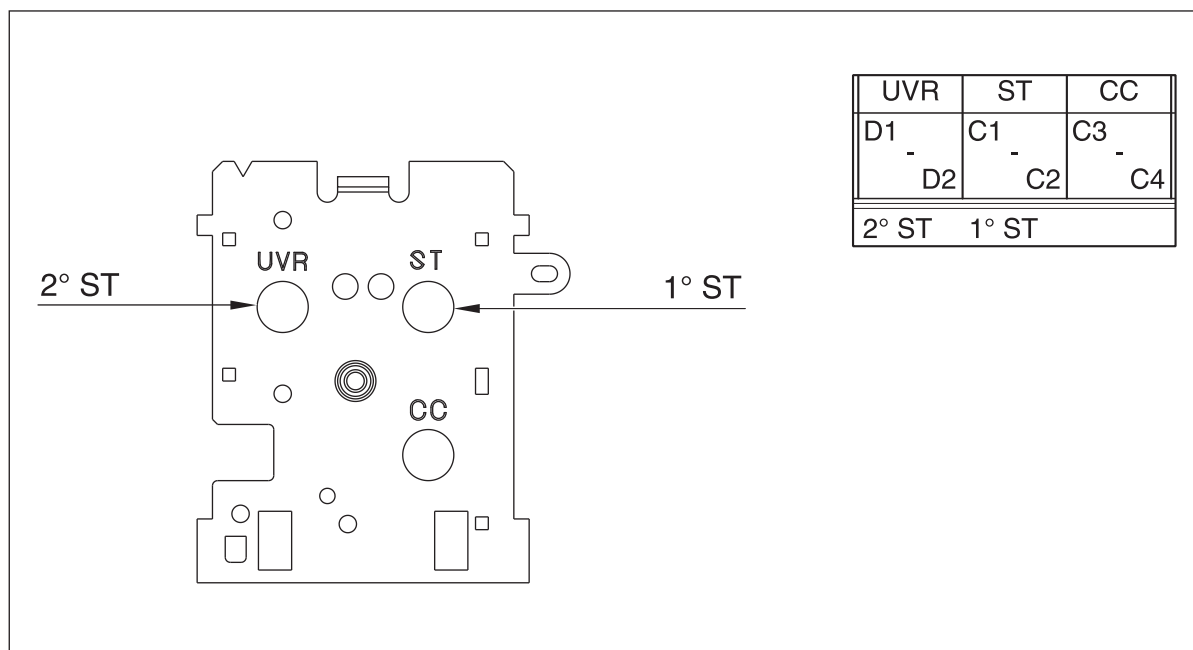 UVR ST CC
D1 - D2 C1 - C2 C3 - C4
2° ST 1° ST
UVR ST
2° ST 1° ST
CC